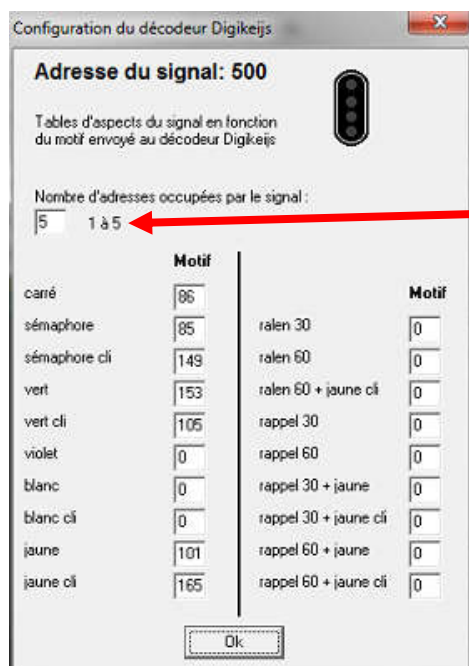 Configuration du décodeur Digikeijs
Adresse du signal: 500
Tables d'aspects du signal en fonction
du motif envoyé au décodeur Digikeijs
Nombre d'adresses occupées par le signal :
5 1 à 5
Motif
carré 86
sémaphore 85
sémaphore cli 149
vert 153
vert cli 105
violet 0
blanc 0
blanc cli 0
jaune 101
jaune cli 165
Motif
ralen 30 0
ralen 60 0
ralen 60 + jaune cli 0
rappel 30 0
rappel 60 0
rappel 30 + jaune 0
rappel 30 + jaune cli 0
rappel 60 + jaune 0
rappel 60 + jaune cli 0
Ok